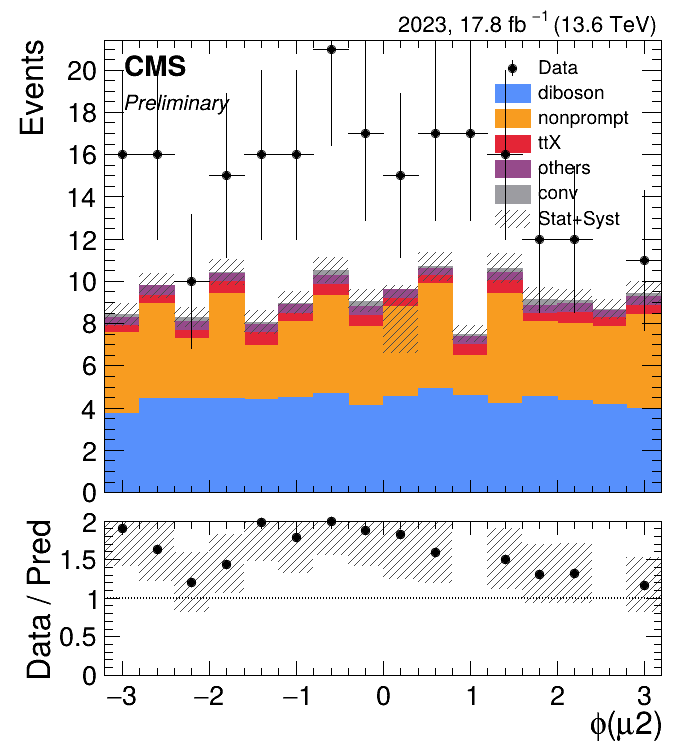 2023, 17.8 fb⁻¹ (13.6 TeV)
Events
CMS
Preliminary
Data
diboson
nonprompt
ttX
others
conv
Stat+Syst
20
18
16
14
12
10
8
6
4
2
0
Data / Pred
2
1.5
1
0.5
0
−3 −2 −1 0 1 2 3
ϕ(μ2)